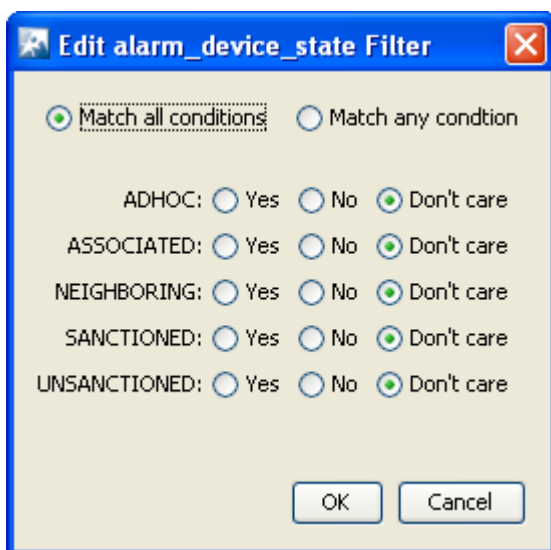 Edit alarm_device_state Filter
Match all conditions Match any condtion
ADHOC: Yes No Don't care
ASSOCIATED: Yes No Don't care
NEIGHBORING: Yes No Don't care
SANCTIONED: Yes No Don't care
UNSANCTIONED: Yes No Don't care
OK Cancel